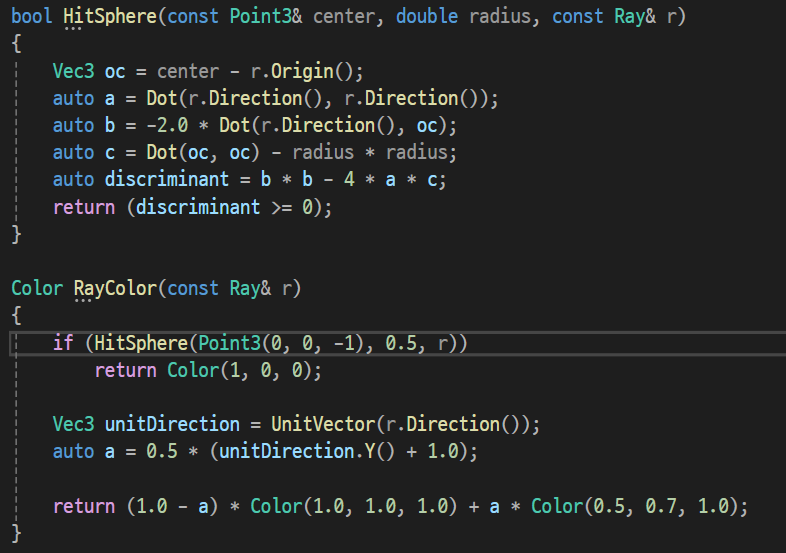 bool HitSphere(const Point3& center, double radius, const Ray& r)
{
    Vec3 oc = center - r.Origin();
    auto a = Dot(r.Direction(), r.Direction());
    auto b = -2.0 * Dot(r.Direction(), oc);
    auto c = Dot(oc, oc) - radius * radius;
    auto discriminant = b * b - 4 * a * c;
    return (discriminant >= 0);
}
Color RayColor(const Ray& r)
{
    if (HitSphere(Point3(0, 0, -1), 0.5, r))
        return Color(1, 0, 0);
    Vec3 unitDirection = UnitVector(r.Direction());
    auto a = 0.5 * (unitDirection.Y() + 1.0);
    return (1.0 - a) * Color(1.0, 1.0, 1.0) + a * Color(0.5, 0.7, 1.0);
}